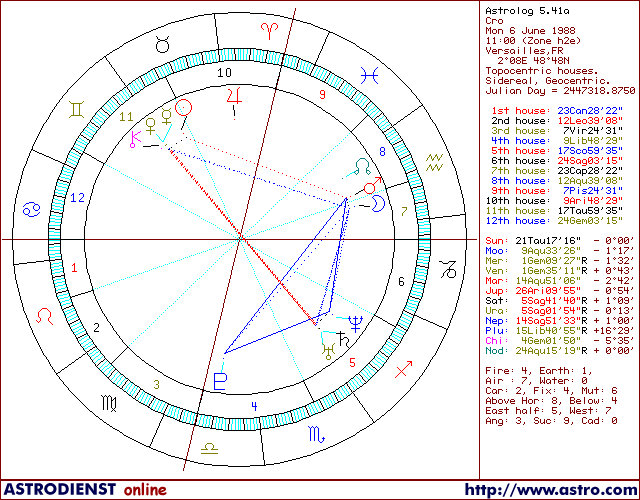 Astrolog 5.41a
Cro
Mon 6 June 1988
11:00 (Zone h2e)
Versailles,FR
2°08E 48°48N
Topocentric houses.
Sidereal, Geocentric.
Julian Day = 2447318.8750
1st house: 23Can28'22"
2nd house: 12Leo39'08"
3rd house: 7Vir24'31"
4th house: 9Lib48'29"
5th house: 17Sco59'35"
6th house: 24Sag03'15"
7th house: 23Cap28'22"
8th house: 12Aqu39'08"
9th house: 7Pis24'31"
10th house: 9Ari48'29"
11th house: 17Tau59'35"
12th house: 24Gem03'15"
Sun: 21Tau17'16" - 0°00'
Moo: 9Aqu33'26" - 1°17'
Mer: 1Gem09'27"R - 1°32'
Ven: 1Gem35'11"R + 0°43'
Mar: 14Aqu51'06" - 2°42'
Jup: 26Ari09'55" - 0°54'
Sat: 5Sag41'40"R + 1°09'
Ura: 5Sag01'54"R - 0°13'
Nep: 14Sag51'33"R + 1°00'
Plu: 15Lib40'55"R +16°29'
Chi: 4Gem01'50" - 5°35'
Nod: 24Aqu15'19"R + 0°00'
Fire: 4, Earth: 1,
Air : 7, Water: 0
Car: 2, Fix: 4, Mut: 6
Above Hor: 8, Below: 4
East half: 5, West: 7
Ang: 3, Suc: 9, Cad: 0
10
9
11
8
12
7
1
6
2
5
3
4
ASTRODIENST online
http://www.astro.com/